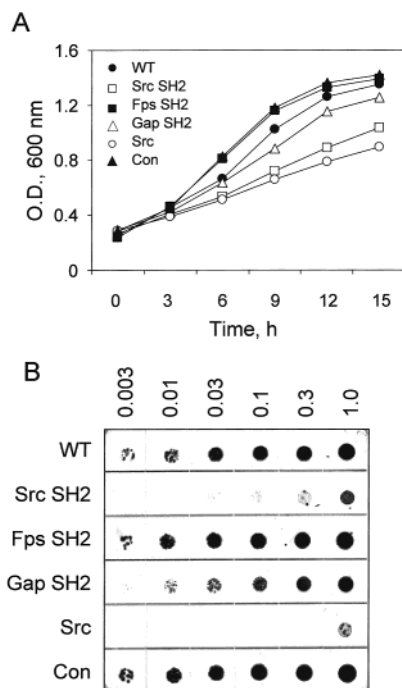 A
1.6
1.2
0.8
0.4
0
O.D., 600 nm
WT
Src SH2
Fps SH2
Gap SH2
Src
Con
0 3 6 9 12 15
Time, h
B
0.003 0.01 0.03 0.1 0.3 1.0
WT
Src SH2
Fps SH2
Gap SH2
Src
Con